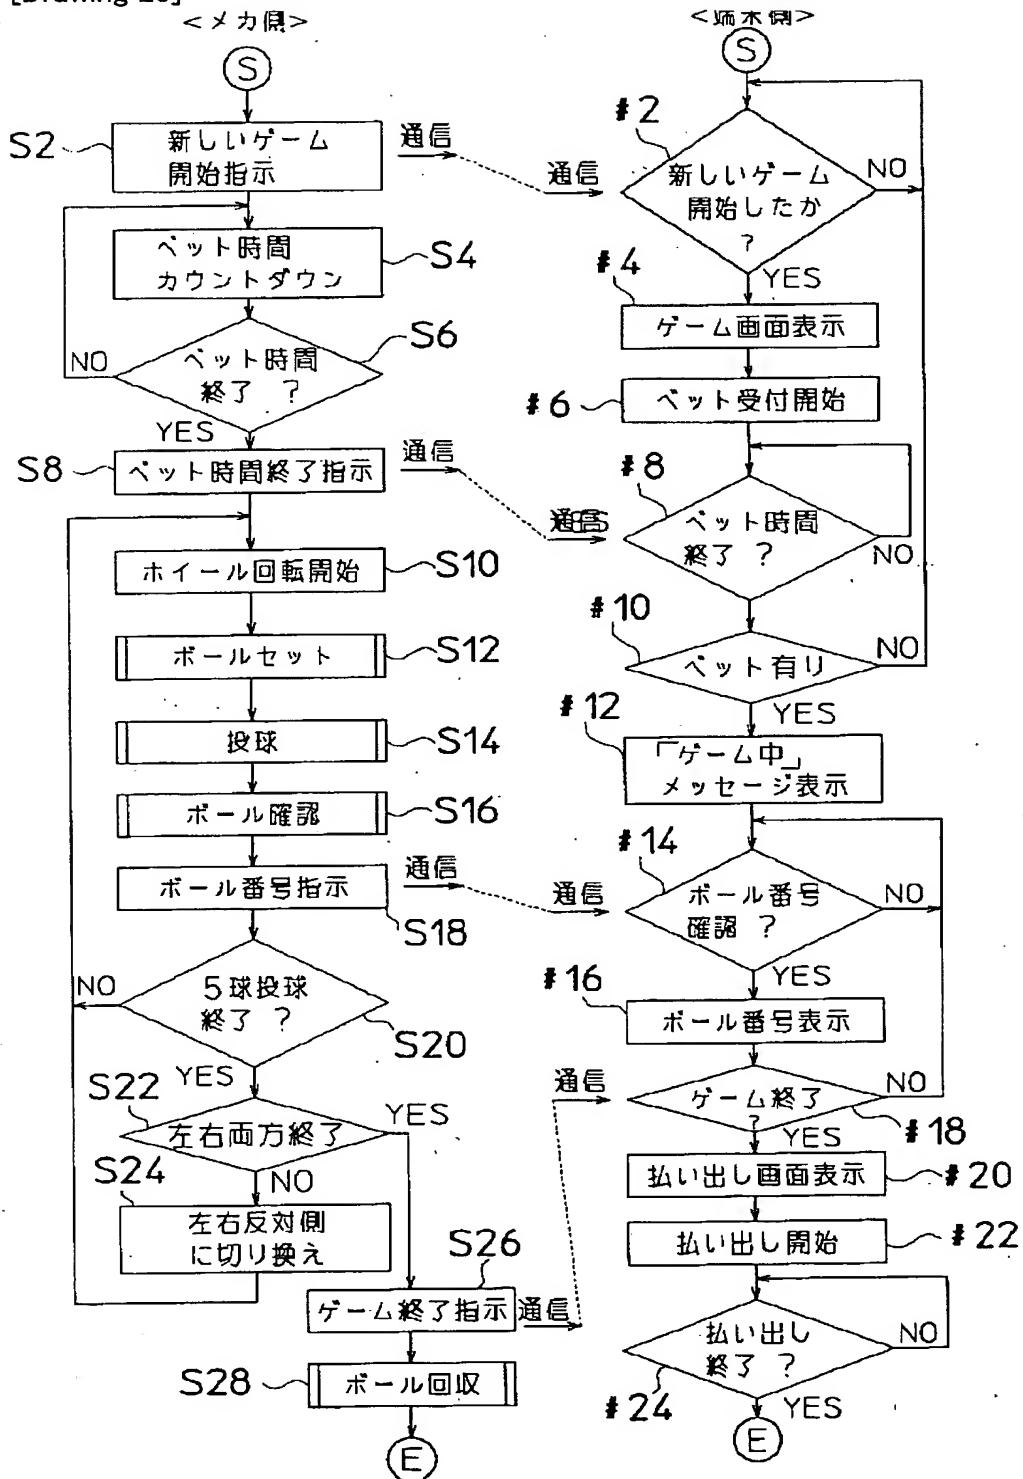 <メカ側>
S
S2
新しいゲーム
開始指示
通信
ベット時間
カウントダウン
S4
NO
ベット時間
終了 ?
S6
YES
S8
ベット時間終了指示
通信
ホイール回転開始
S10
ボールセット
S12
投球
S14
ボール確認
S16
ボール番号指示
通信
S18
NO
5球投球
終了 ?
S20
YES
S22
左右両方終了
YES
S24
NO
左右反対側
に切り換え
S26
ゲーム終了指示
通信
S28
ボール回収
E
<端末側>
S
#2
通信
新しいゲーム
開始したか
?
NO
YES
#4
ゲーム画面表示
#6
ベット受付開始
#8
通信
ベット時間
終了 ?
NO
#10
ベット有り
NO
YES
#12
「ゲーム中」
メッセージ表示
#14
通信
ボール番号
確認 ?
NO
YES
#16
ボール番号表示
通信
ゲーム終了
?
NO
#18
YES
払い出し画面表示
#20
払い出し開始
#22
払い出し
終了 ?
NO
#24
YES
E